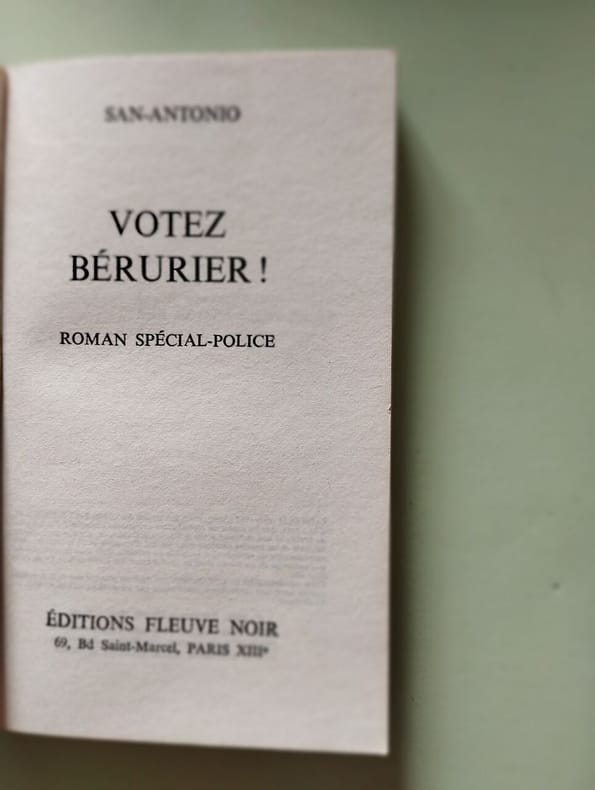 SAN-ANTONIO
VOTEZ
BÉRURIER !
ROMAN SPÉCIAL-POLICE
ÉDITIONS FLEUVE NOIR
69, Bd Saint-Marcel, PARIS XIIIᵉ